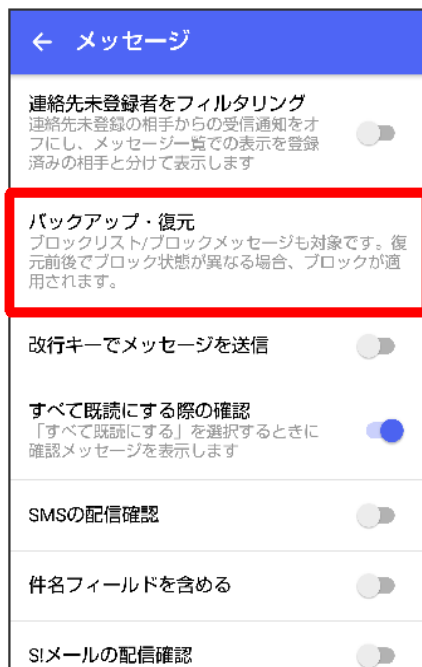 ← メッセージ
連絡先未登録者をフィルタリング
連絡先未登録の相手からの受信通知をオ
フにし、メッセージ一覧での表示を登録
済みの相手と分けて表示します
バックアップ・復元
ブロックリスト/ブロックメッセージも対象です。復
元前後でブロック状態が異なる場合、ブロックが適
用されます。
改行キーでメッセージを送信
すべて既読にする際の確認
「すべて既読にする」を選択するときに
確認メッセージを表示します
SMSの配信確認
件名フィールドを含める
S!メールの配信確認